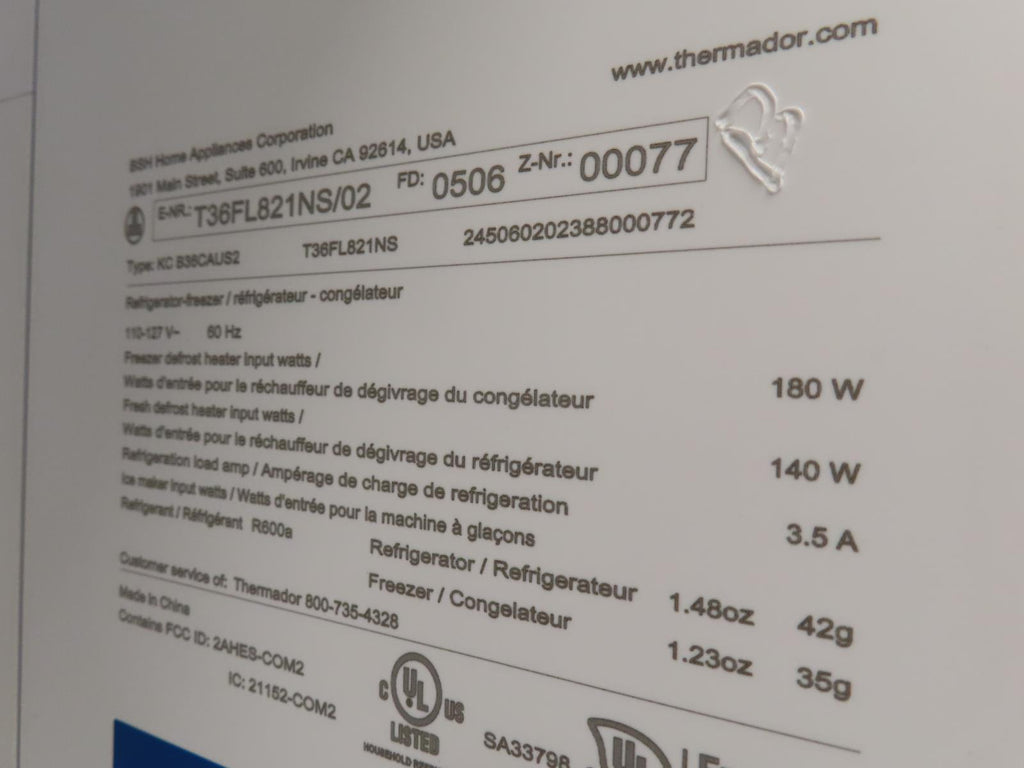 www.thermador.com
BSH Home Appliances Corporation
1901 Main Street, Suite 600, Irvine CA 92614, USA
E-NR.: T36FL821NS/02 FD: 0506 Z-Nr.: 00077
Type: KC B36CAUS2 T36FL821NS 245060202388000772
Refrigerator-freezer / réfrigérateur - congélateur
110-127 V~ 60 Hz
Freezer defrost heater input watts /
Watts d'entrée pour le réchauffeur de dégivrage du congélateur 180 W
Fresh defrost heater input watts /
Watts d'entrée pour le réchauffeur de dégivrage du réfrigérateur 140 W
Refrigeration load amp / Ampérage de charge de refrigeration 3.5 A
Ice maker input watts / Watts d'entrée pour la machine à glaçons
Refrigerant / Réfrigérant R600a Refrigerator / Refrigerateur 1.48oz 42g
Freezer / Congelateur 1.23oz 35g
Customer service of: Thermador 800-735-4328
Made in China
Contains FCC ID: 2AHES-COM2
IC: 21152-COM2
C UL US
LISTED
HOUSEHOLD
SA33798
UL